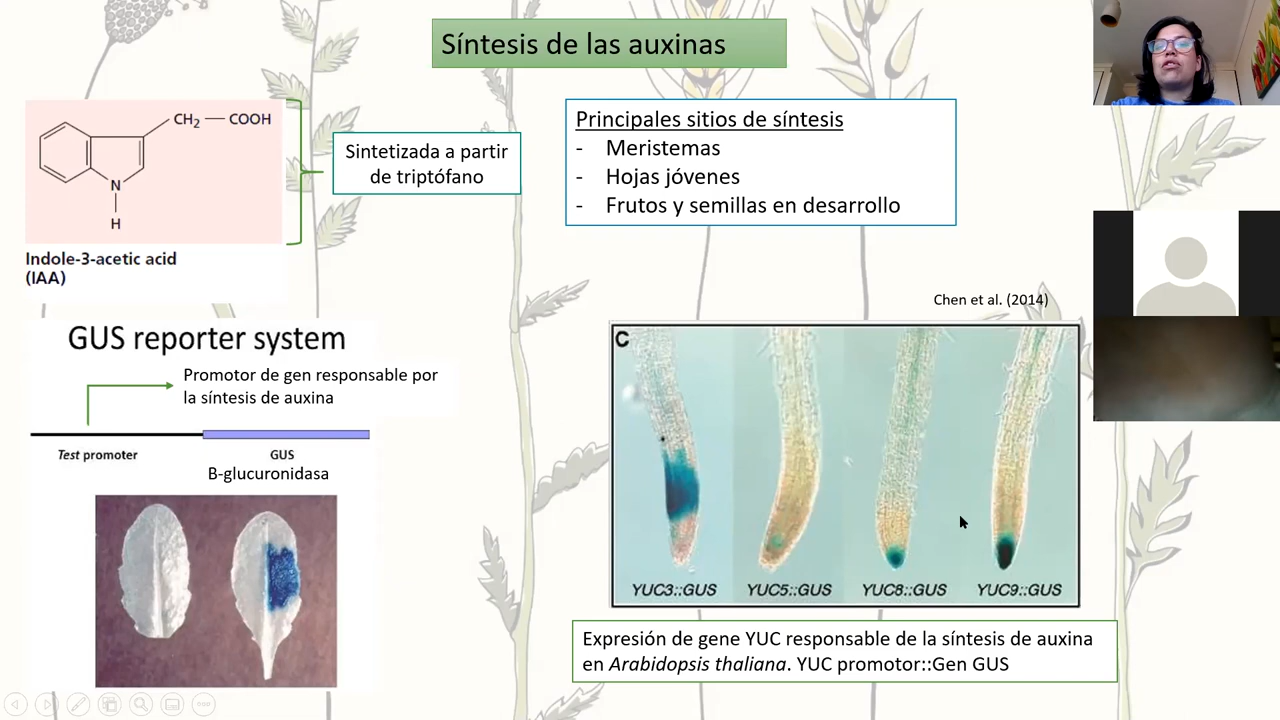 Síntesis de las auxinas
CH2 — COOH
N
H
Indole-3-acetic acid
(IAA)
Sintetizada a partir
de triptófano
Principales sitios de síntesis
- Meristemas
- Hojas jóvenes
- Frutos y semillas en desarrollo
GUS reporter system
Promotor de gen responsable por
la síntesis de auxina
Test promoter
GUS
B-glucuronidasa
Chen et al. (2014)
C
YUC3::GUS YUC5::GUS YUC8::GUS YUC9::GUS
Expresión de gene YUC responsable de la síntesis de auxina
en Arabidopsis thaliana. YUC promotor::Gen GUS